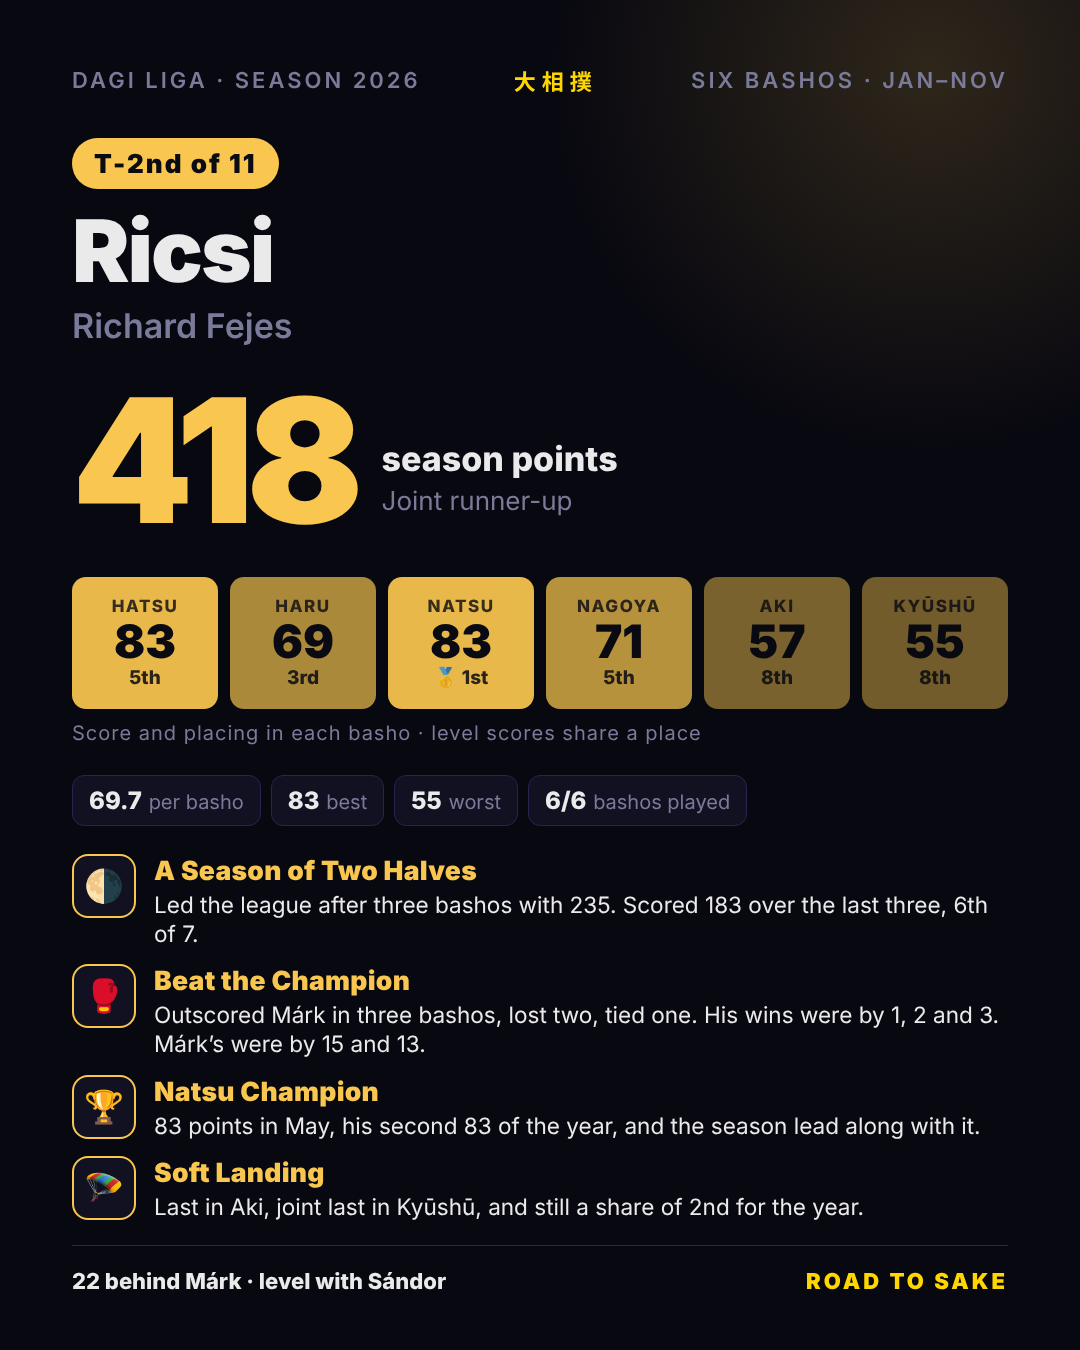 DAGI LIGA · SEASON 2026
大相撲
SIX BASHOS · JAN–NOV
T-2nd of 11
Ricsi
Richard Fejes
418
season points
Joint runner-up
HATSU
83
5th
HARU
69
3rd
NATSU
83
🥇 1st
NAGOYA
71
5th
AKI
57
8th
KYŪSHŪ
55
8th
Score and placing in each basho · level scores share a place
69.7 per basho
83 best
55 worst
6/6 bashos played
A Season of Two Halves
Led the league after three bashos with 235. Scored 183 over the last three, 6th
of 7.
Beat the Champion
Outscored Márk in three bashos, lost two, tied one. His wins were by 1, 2 and 3.
Márk’s were by 15 and 13.
Natsu Champion
83 points in May, his second 83 of the year, and the season lead along with it.
Soft Landing
Last in Aki, joint last in Kyūshū, and still a share of 2nd for the year.
22 behind Márk · level with Sándor
ROAD TO SAKE